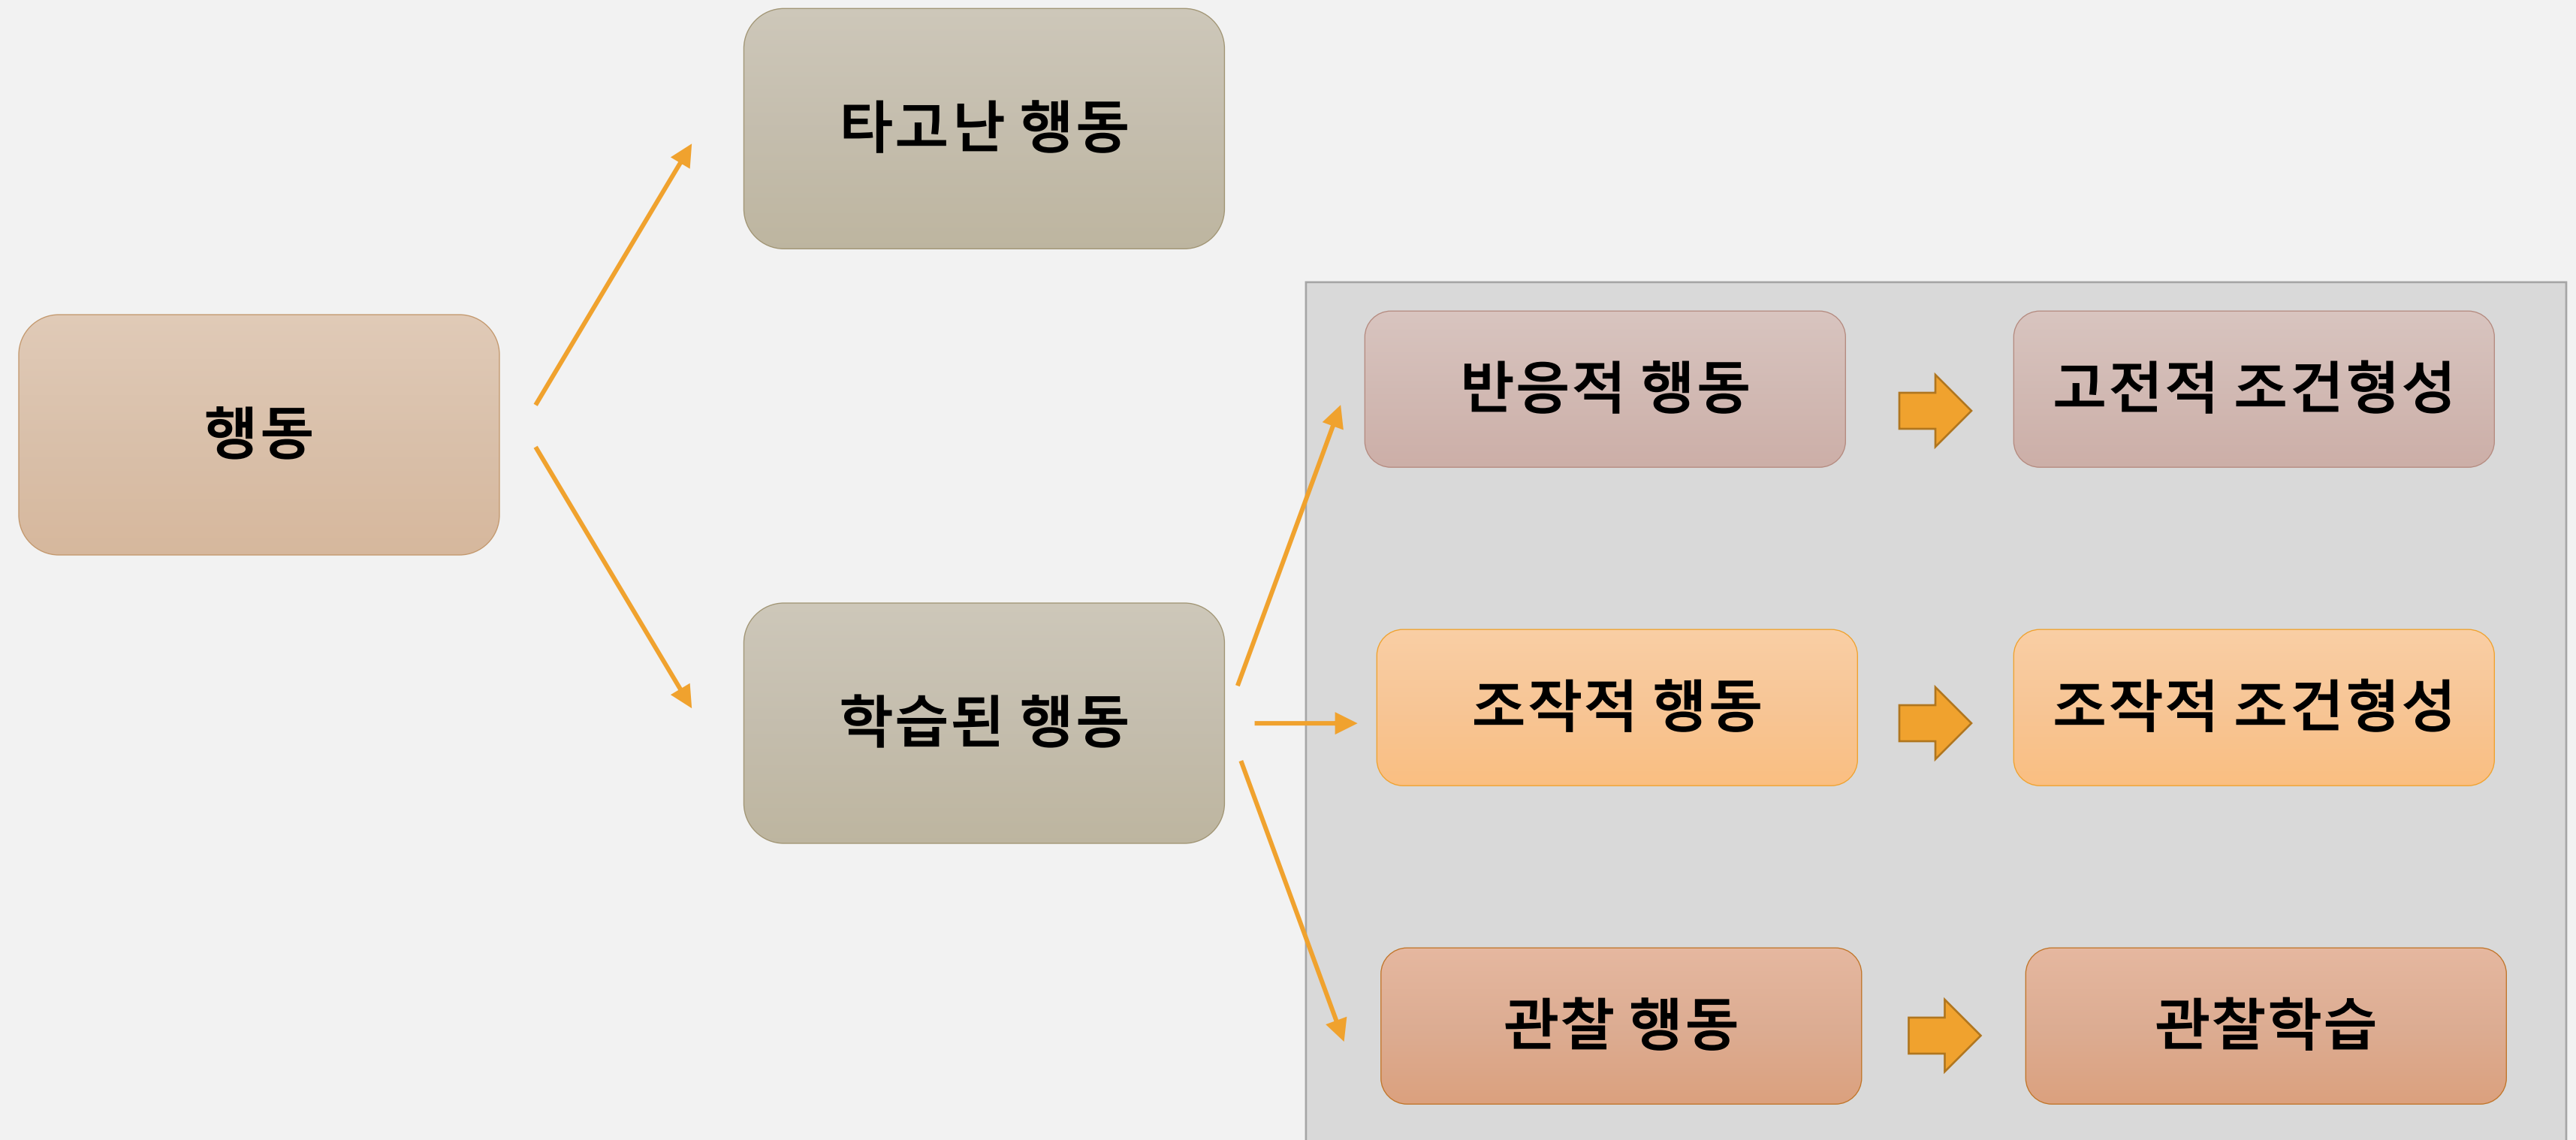 타고난 행동
행동
학습된 행동
반응적 행동
고전적 조건형성
조작적 행동
조작적 조건형성
관찰 행동
관찰학습